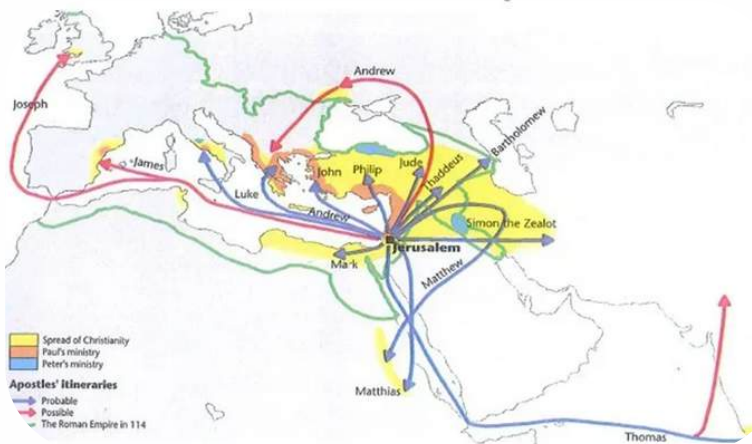 Andrew
Joseph
Bartholomew
James
John
Philip
Jude
Thaddeus
Luke
Andrew
Simon the Zealot
Jerusalem
Mark
Matthew
Spread of Christianity
Paul's ministry
Peter's ministry
Apostles' itineraries
Probable
Possible
The Roman Empire in 114
Matthias
Thomas